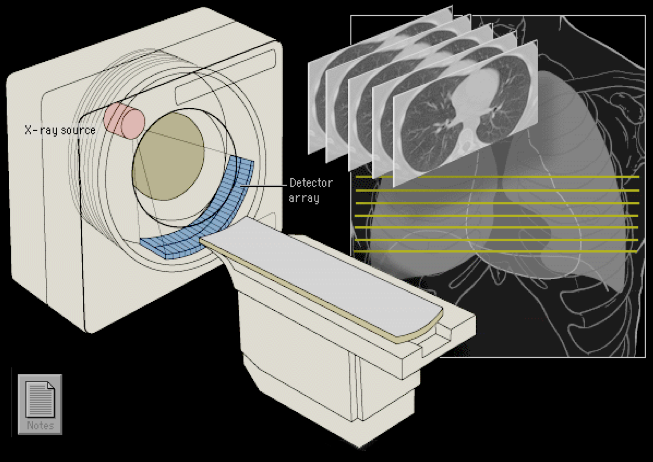 X-ray source
Detector
array
Notes